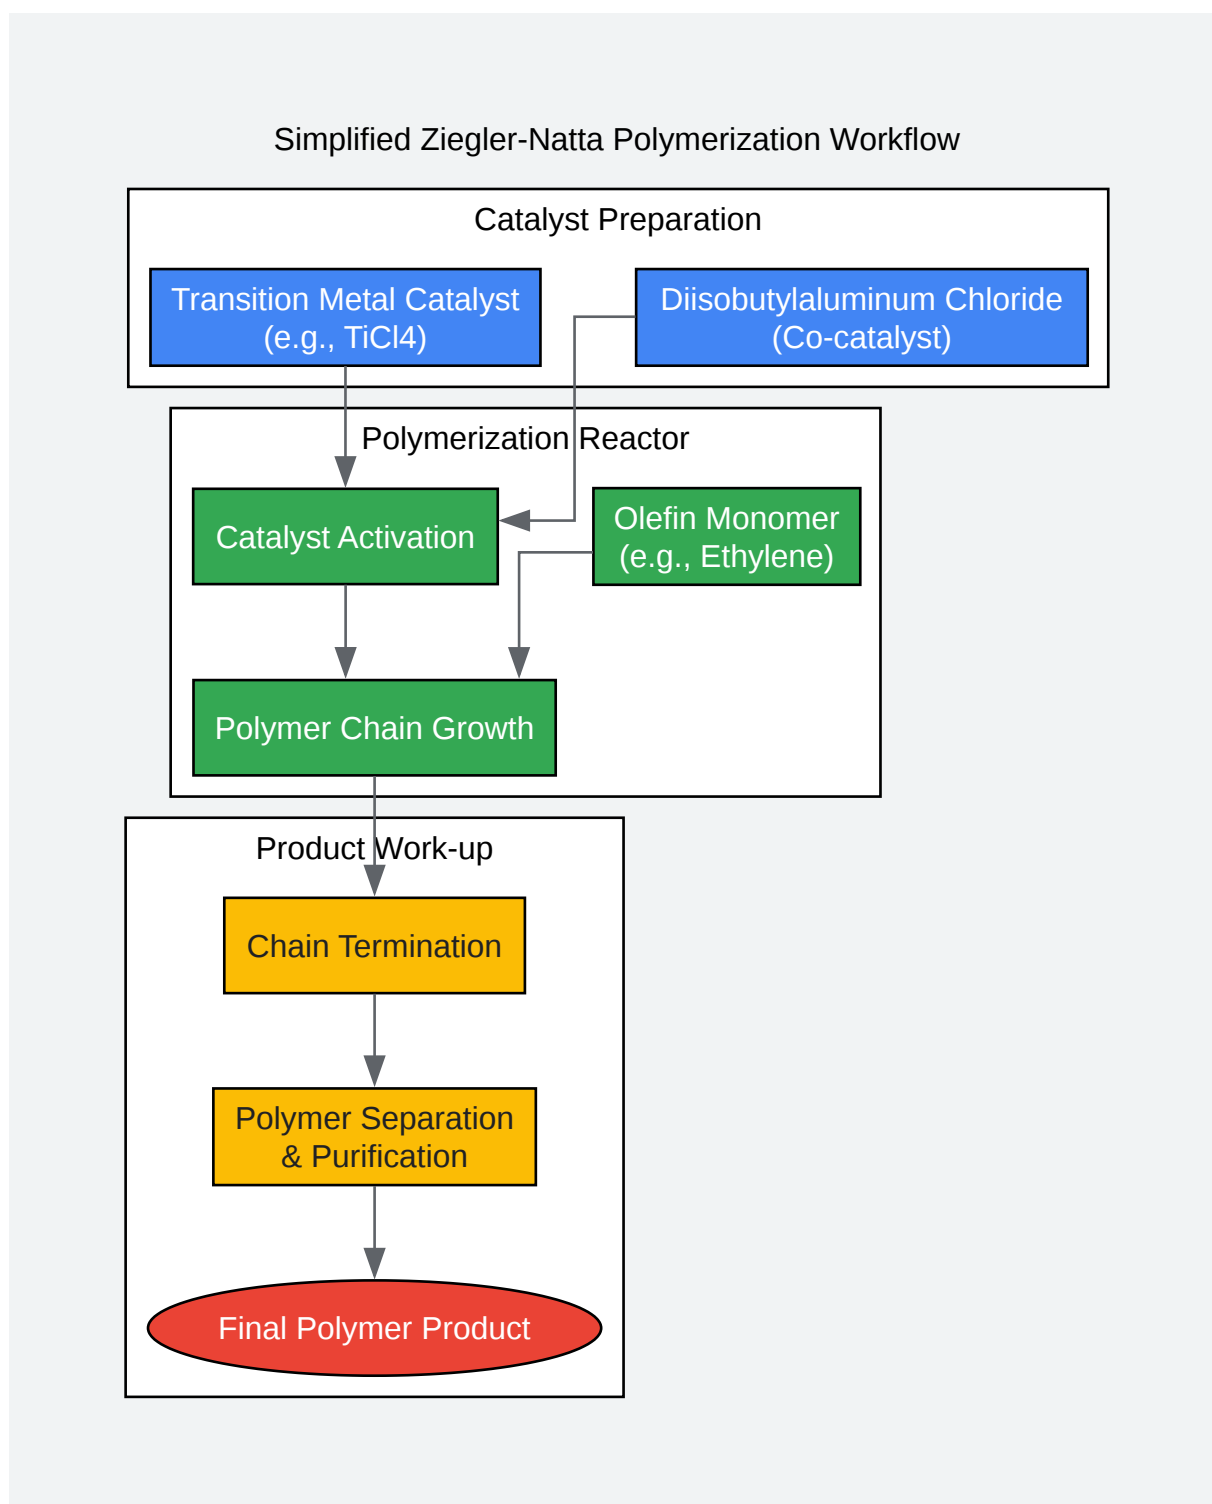 Simplified Ziegler-Natta Polymerization Workflow
Catalyst Preparation
Transition Metal Catalyst
(e.g., TiCl4)
Diisobutylaluminum Chloride
(Co-catalyst)
Polymerization Reactor
Catalyst Activation
Olefin Monomer
(e.g., Ethylene)
Polymer Chain Growth
Product Work-up
Chain Termination
Polymer Separation
& Purification
Final Polymer Product